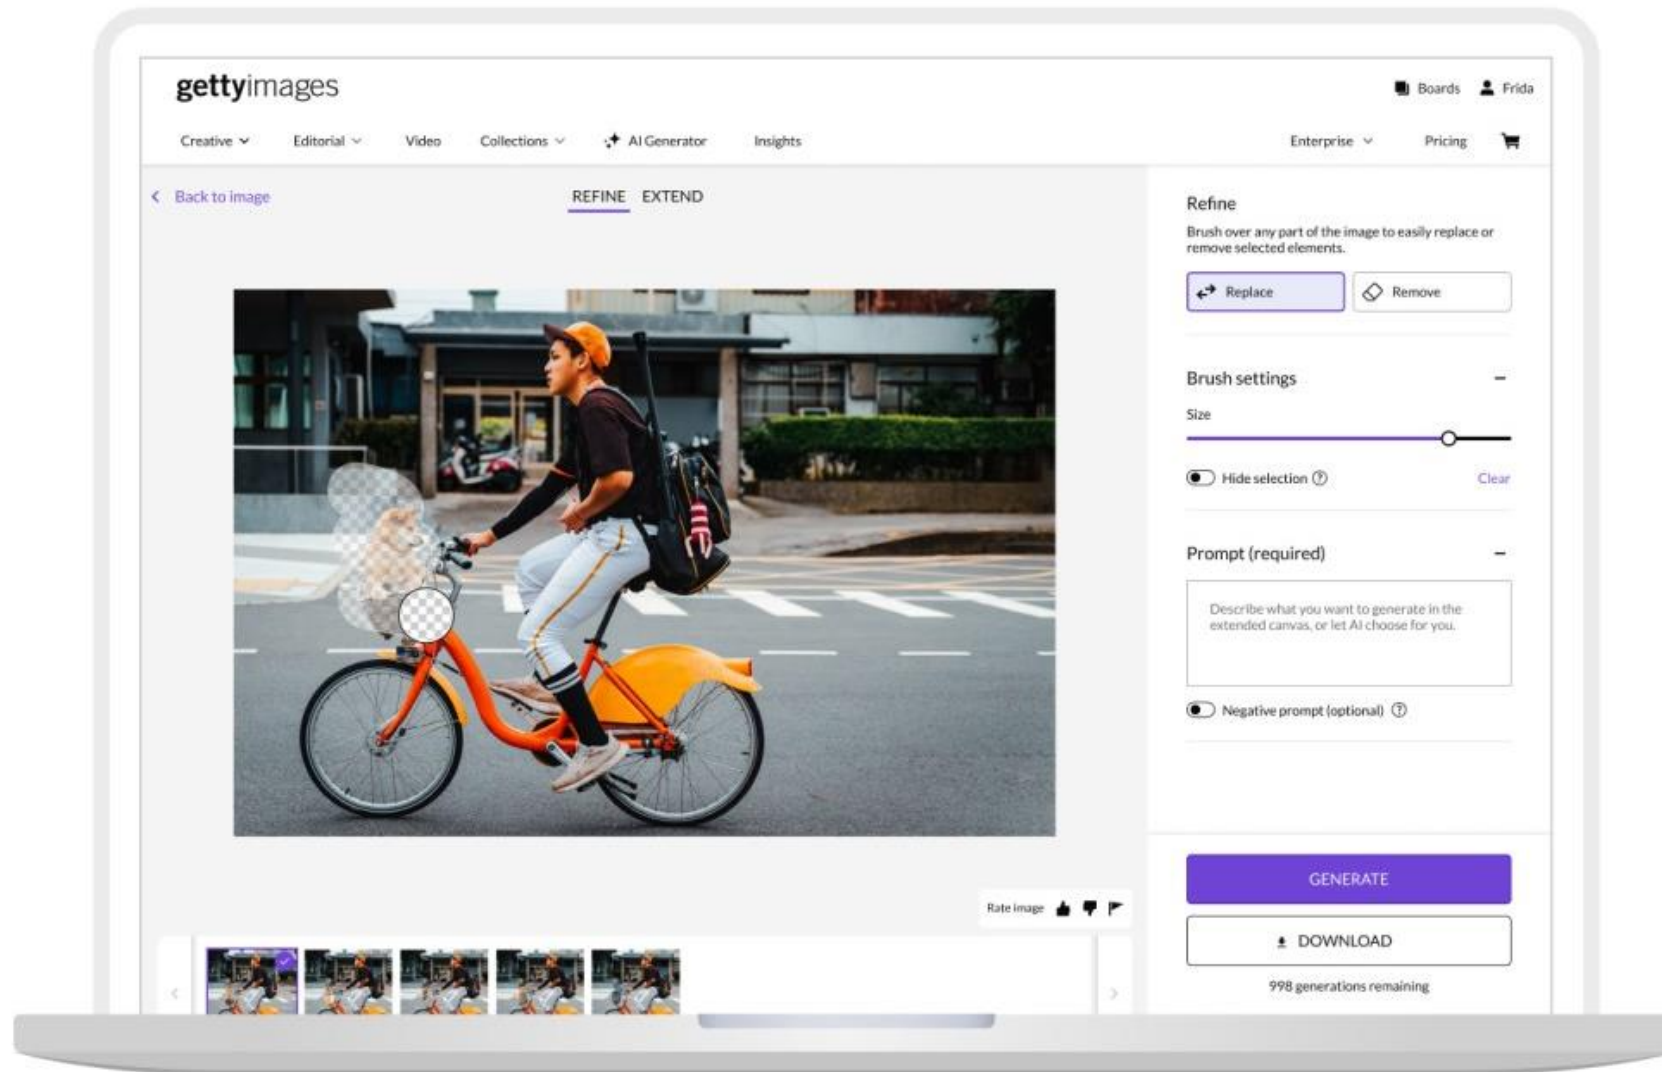 gettyimages
Boards
Frida
Creative
Editorial
Video
Collections
AI Generator
Insights
Enterprise
Pricing
Back to image
REFINE
EXTEND
Refine
Brush over any part of the image to easily replace or
remove selected elements.
Replace
Remove
Brush settings
Size
Hide selection
Clear
Prompt (required)
Describe what you want to generate in the
extended canvas, or let AI choose for you.
Negative prompt (optional)
Rate image
GENERATE
DOWNLOAD
998 generations remaining